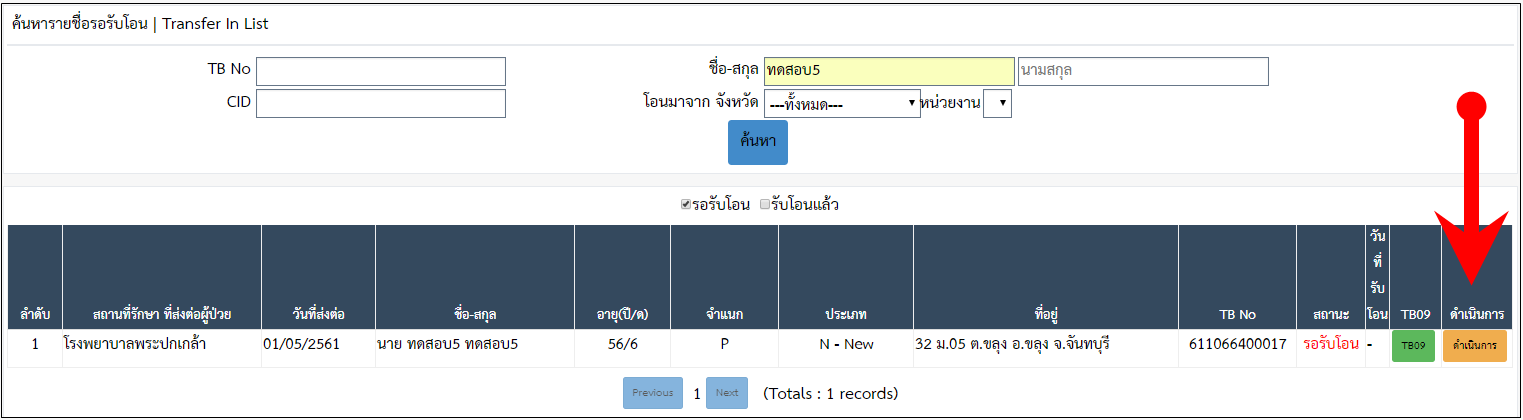 ค้นหารายชื่อรอรับโอน | Transfer In List
TB No ชื่อ-สกุล ทดสอบ5 นามสกุล
CID โอนมาจาก จังหวัด ---ทั้งหมด--- หน่วยงาน
ค้นหา
รอรับโอน รับโอนแล้ว
ลำดับ สถานที่รักษา ที่ส่งต่อผู้ป่วย วันที่ส่งต่อ ชื่อ-สกุล อายุ(ปี/ด) จำแนก ประเภท ที่อยู่ TB No สถานะ วันที่รับโอน TB09 ดำเนินการ
1 โรงพยาบาลพระปกเกล้า 01/05/2561 นาย ทดสอบ5 ทดสอบ5 56/6 P N - New 32 ม.05 ต.ขลุง อ.ขลุง จ.จันทบุรี 611066400017 รอรับโอน - TB09 ดำเนินการ
Previous 1 Next (Totals : 1 records)